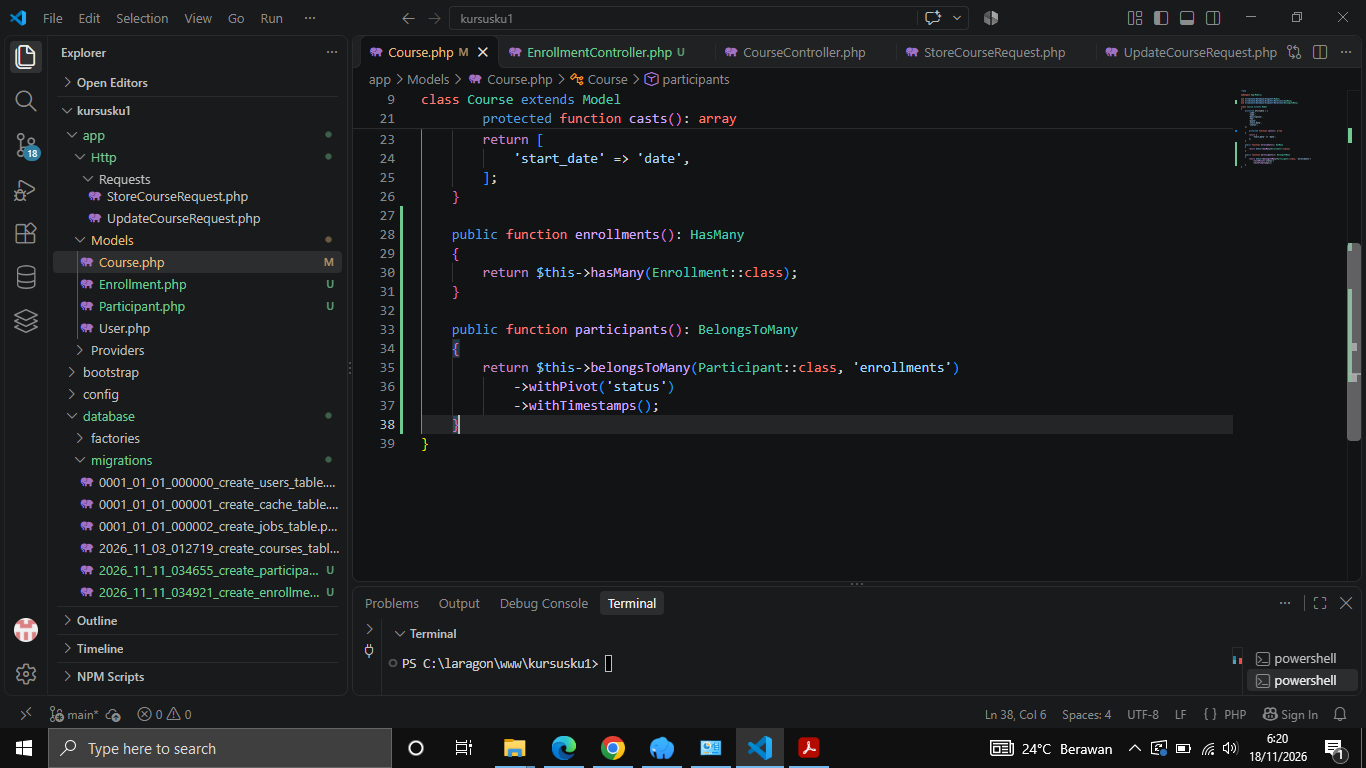 File Edit Selection View Go Run ··· kursusku1
Explorer ···
Open Editors
kursusku1
app
Http
Requests
StoreCourseRequest.php
UpdateCourseRequest.php
Models
Course.php M
Enrollment.php U
Participant.php U
User.php
Providers
bootstrap
config
database
factories
migrations
0001_01_01_000000_create_users_table....
0001_01_01_000001_create_cache_table....
0001_01_01_000002_create_jobs_table.p...
2026_11_03_012719_create_courses_tabl...
2026_11_11_034655_create_participa... U
2026_11_11_034921_create_enrollme... U
Outline
Timeline
NPM Scripts
18
Course.php M EnrollmentController.php U CourseController.php StoreCourseRequest.php UpdateCourseRequest.php ···
app > Models > Course.php > Course > participants
9 class Course extends Model
21 protected function casts(): array
23 return [
24 'start_date' => 'date',
25 ];
26 }
27
28 public function enrollments(): HasMany
29 {
30 return $this->hasMany(Enrollment::class);
31 }
32
33 public function participants(): BelongsToMany
34 {
35 return $this->belongsToMany(Participant::class, 'enrollments')
36 ->withPivot('status')
37 ->withTimestamps();
38 }
39 }
Problems Output Debug Console Terminal ···
Terminal
PS C:\laragon\www\kursusku1>
powershell
powershell
main* 0 0 Ln 38, Col 6 Spaces: 4 UTF-8 LF { } PHP Sign In
Type here to search 24°C Berawan 6:20
18/11/2026
1